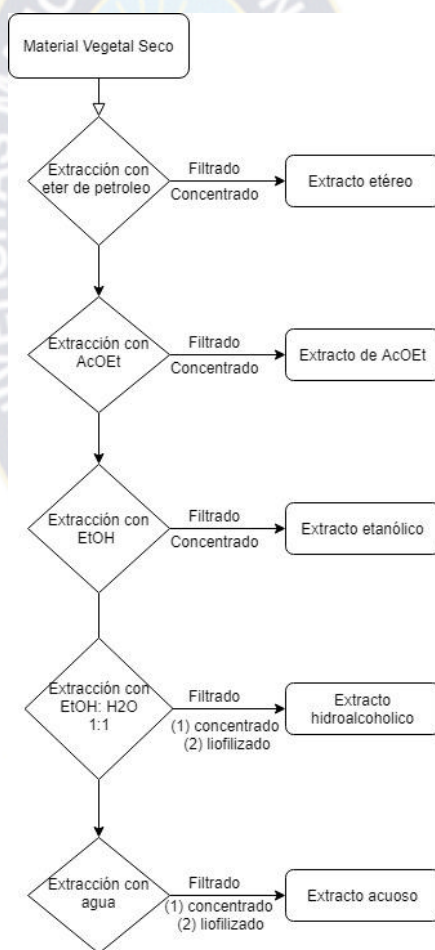 Material Vegetal Seco
Extracción con
eter de petroleo
Filtrado
Concentrado
Extracto etéreo
Extracción con
AcOEt
Filtrado
Concentrado
Extracto de AcOEt
Extracción con
EtOH
Filtrado
Concentrado
Extracto etanólico
Extracción con
EtOH: H2O
1:1
Filtrado
(1) concentrado
(2) liofilizado
Extracto
hidroalcoholico
Extracción con
agua
Filtrado
(1) concentrado
(2) liofilizado
Extracto acuoso